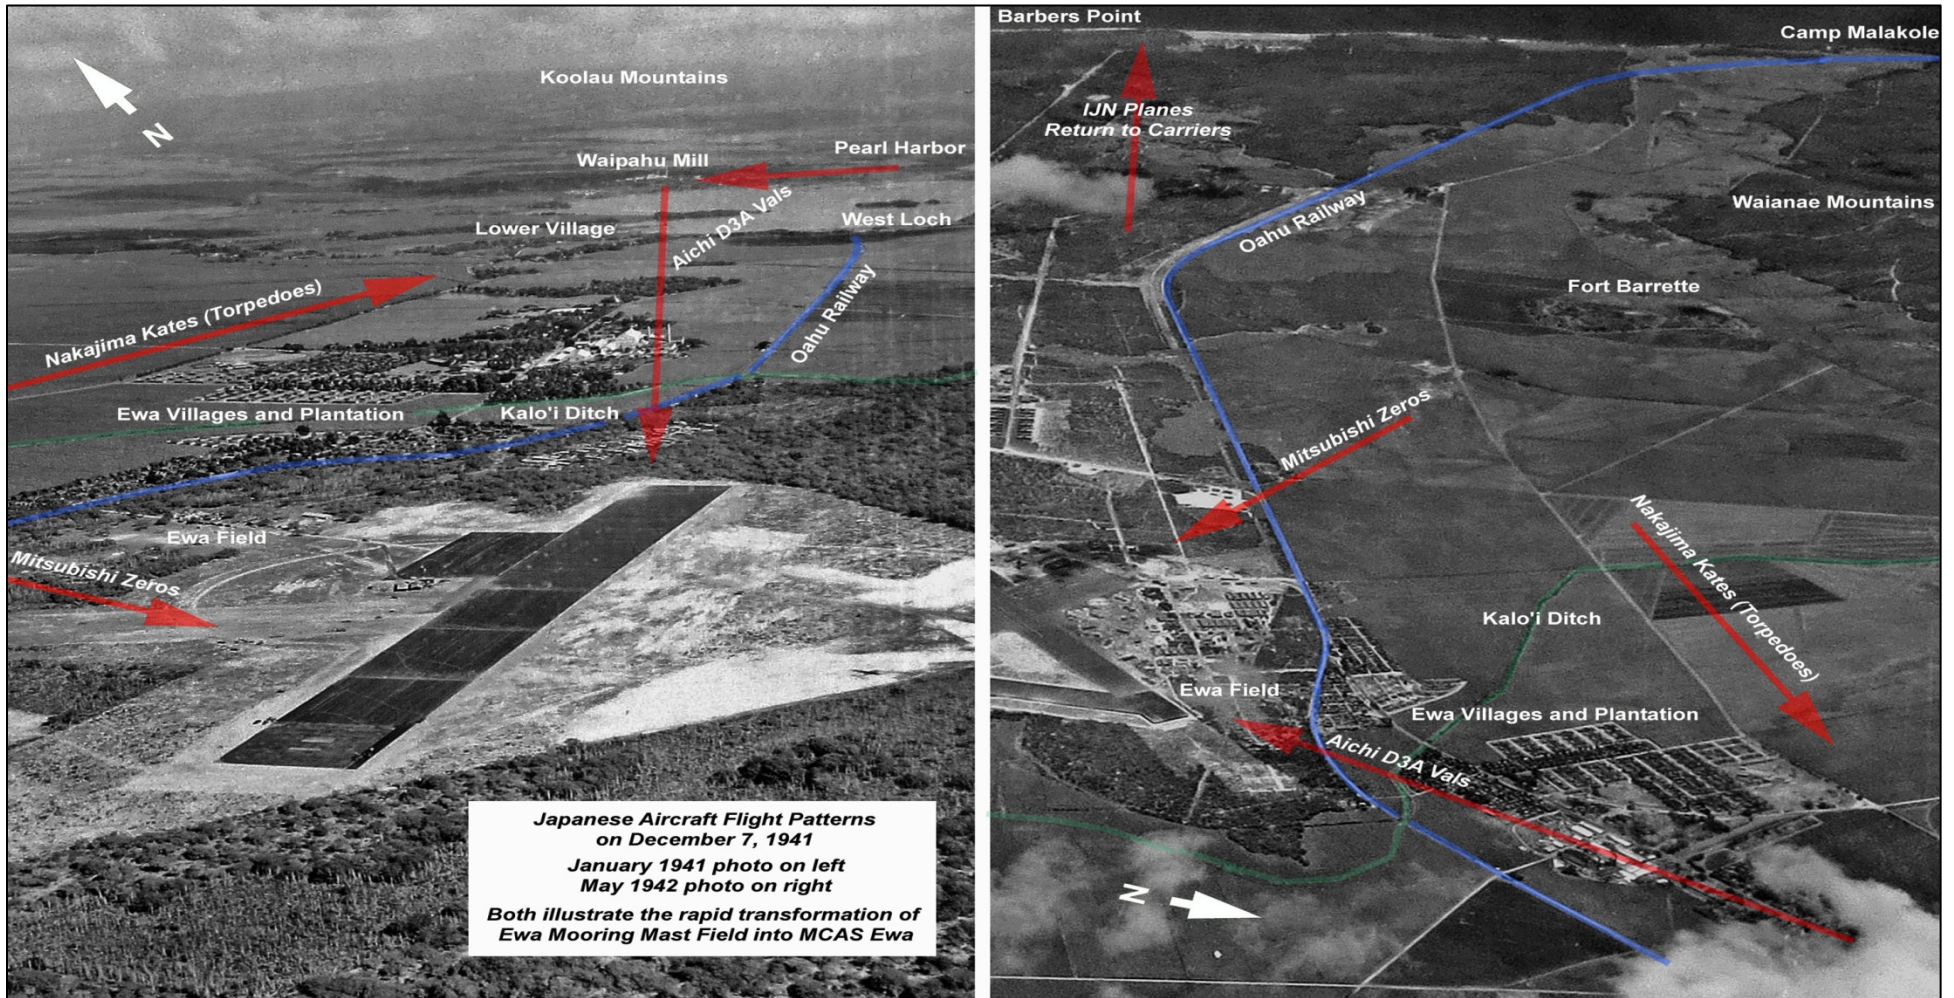 N
Koolau Mountains
Waipahu Mill
Pearl Harbor
Aichi D3A Vals
West Loch
Lower Village
Oahu Railway
Nakajima Kates (Torpedoes)
Ewa Villages and Plantation
Kalo'i Ditch
Ewa Field
Mitsubishi Zeros
Japanese Aircraft Flight Patterns
on December 7, 1941
January 1941 photo on left
May 1942 photo on right
Both illustrate the rapid transformation of
Ewa Mooring Mast Field into MCAS Ewa
Barbers Point
Camp Malakole
IJN Planes
Return to Carriers
Oahu Railway
Waianae Mountains
Fort Barrette
Mitsubishi Zeros
Nakajima Kates (Torpedoes)
Kalo'i Ditch
Ewa Field
Ewa Villages and Plantation
Aichi D3A Vals
N